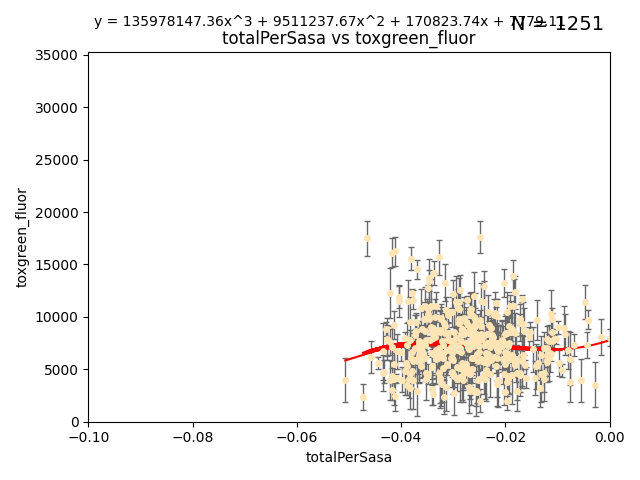 y = 135978147.36x^3 + 9511237.67x^2 + 170823.74x +
N = 1251
totalPerSasa vs toxgreen_fluor
35000
30000
25000
20000
15000
10000
5000
0
toxgreen_fluor
−0.10
−0.08
−0.06
−0.04
−0.02
0.00
totalPerSasa